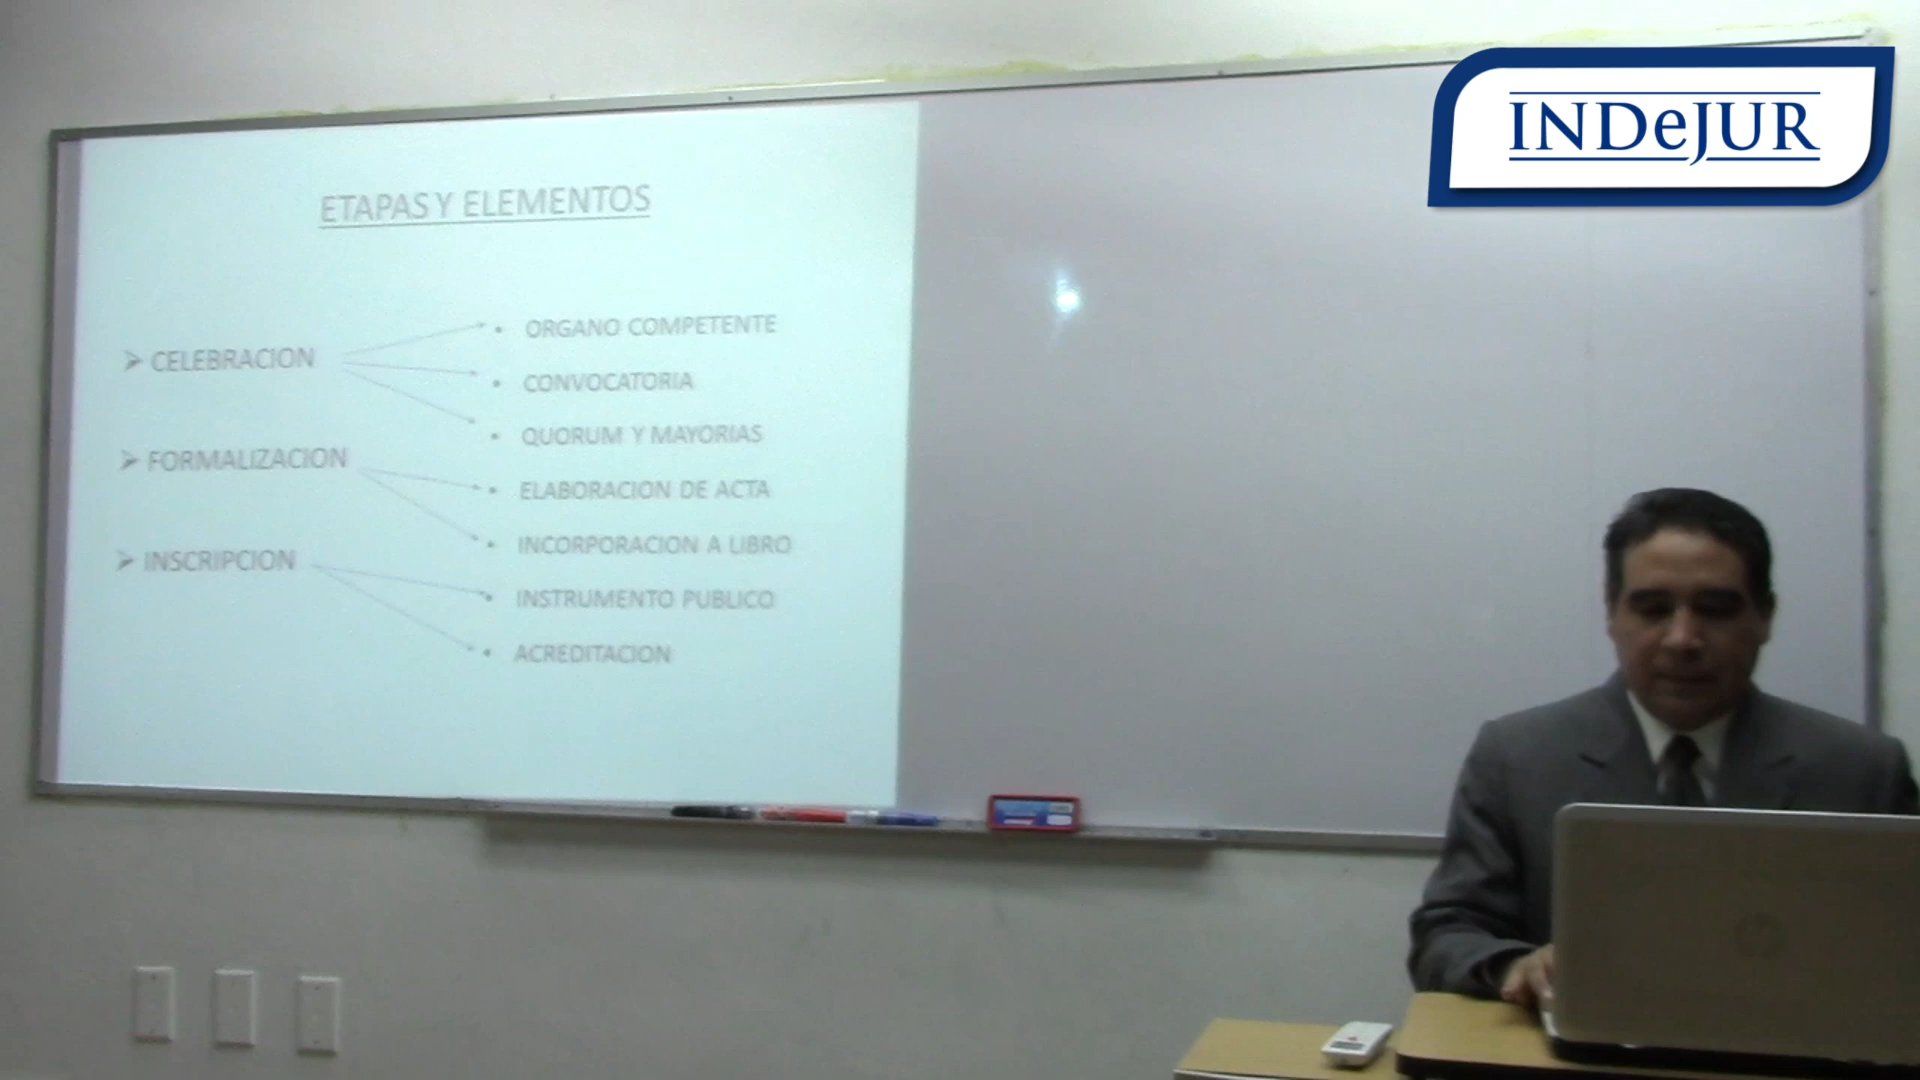 INDeJUR
ETAPAS Y ELEMENTOS
CELEBRACION
ORGANO COMPETENTE
CONVOCATORIA
QUORUM Y MAYORIAS
FORMALIZACION
ELABORACION DE ACTA
INCORPORACION A LIBRO
INSCRIPCION
INSTRUMENTO PUBLICO
ACREDITACION